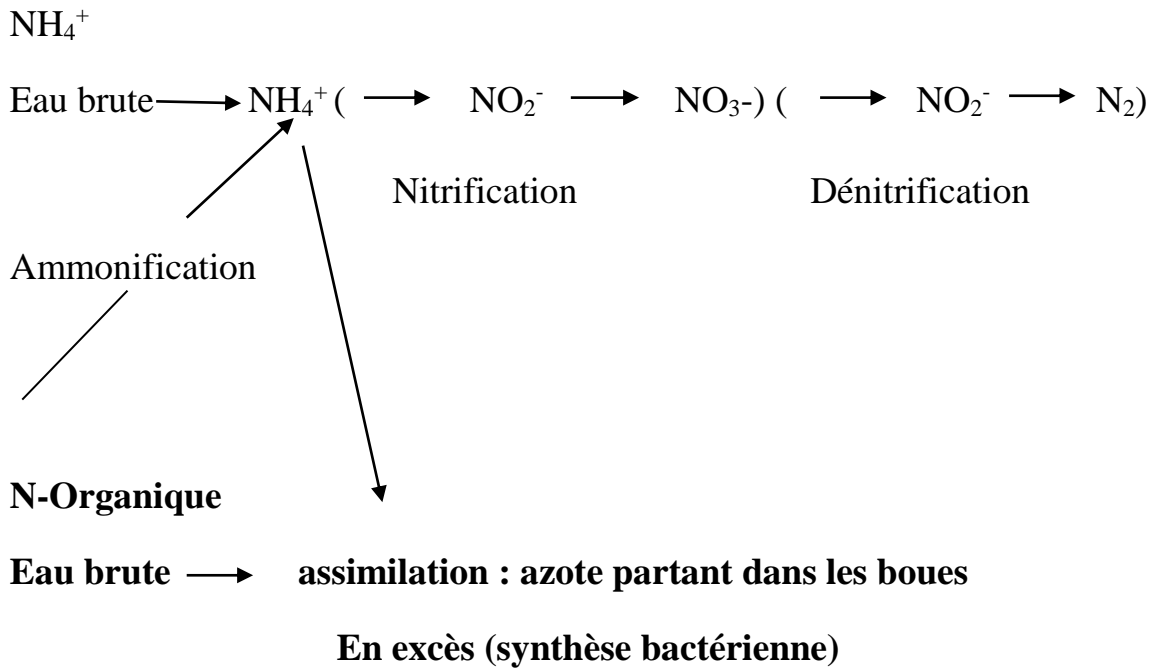 NH₄⁺
Eau brute → NH₄⁺ ( → NO₂⁻ → NO₃-) ( → NO₂⁻ → N₂)
Nitrification Dénitrification
Ammonification
N-Organique
Eau brute → assimilation : azote partant dans les boues
En excès (synthèse bactérienne)